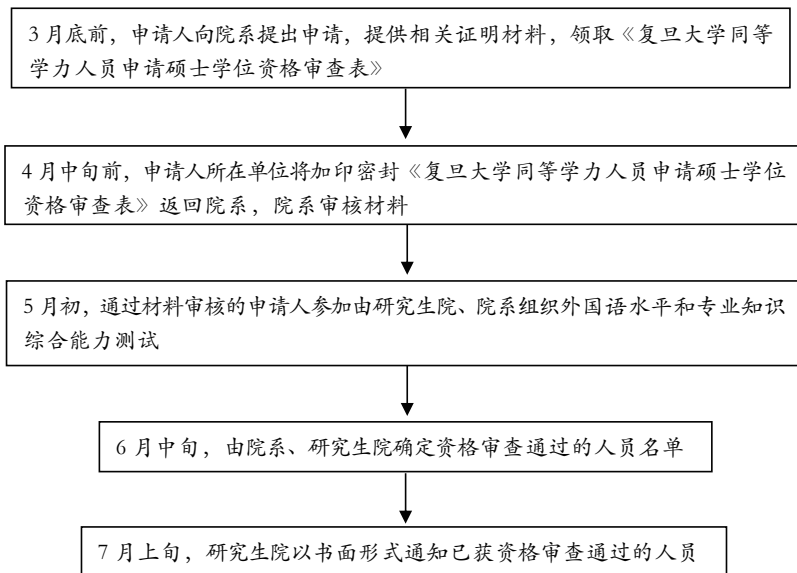 3 月底前，申请人向院系提出申请，提供相关证明材料，领取《复旦大学同等
学力人员申请硕士学位资格审查表》
4 月中旬前，申请人所在单位将加印密封《复旦大学同等学力人员申请硕士学位
资格审查表》返回院系，院系审核材料
5 月初，通过材料审核的申请人参加由研究生院、院系组织外国语水平和专业知识
综合能力测试
6 月中旬，由院系、研究生院确定资格审查通过的人员名单
7 月上旬，研究生院以书面形式通知已获资格审查通过的人员